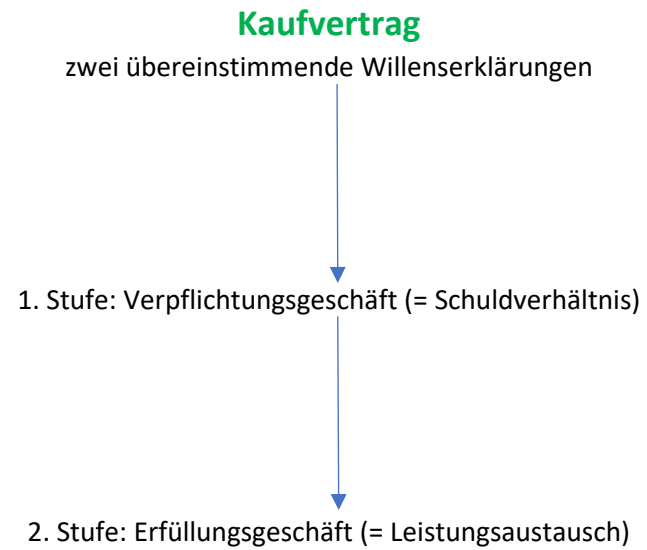 Kaufvertrag
zwei übereinstimmende Willenserklärungen
1. Stufe: Verpflichtungsgeschäft (= Schuldverhältnis)
2. Stufe: Erfüllungsgeschäft (= Leistungsaustausch)